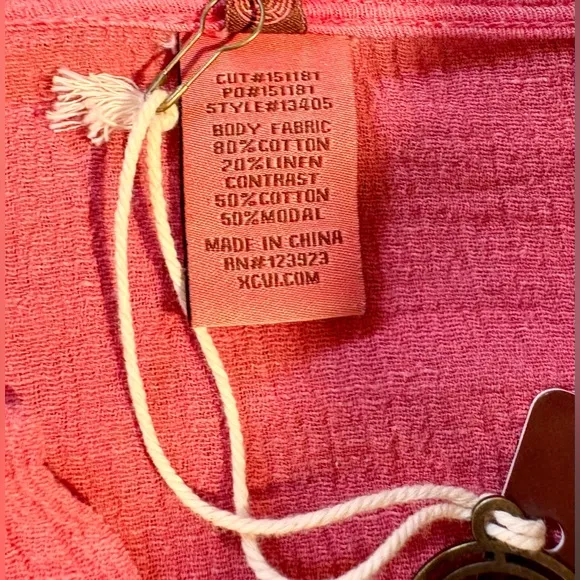 CUT#151181
PO#151181
STYLE#13405
BODY FABRIC
80%COTTON
20%LINEN
CONTRAST
50%COTTON
50%MODAL
MADE IN CHINA
RN#123923
XCVI.COM